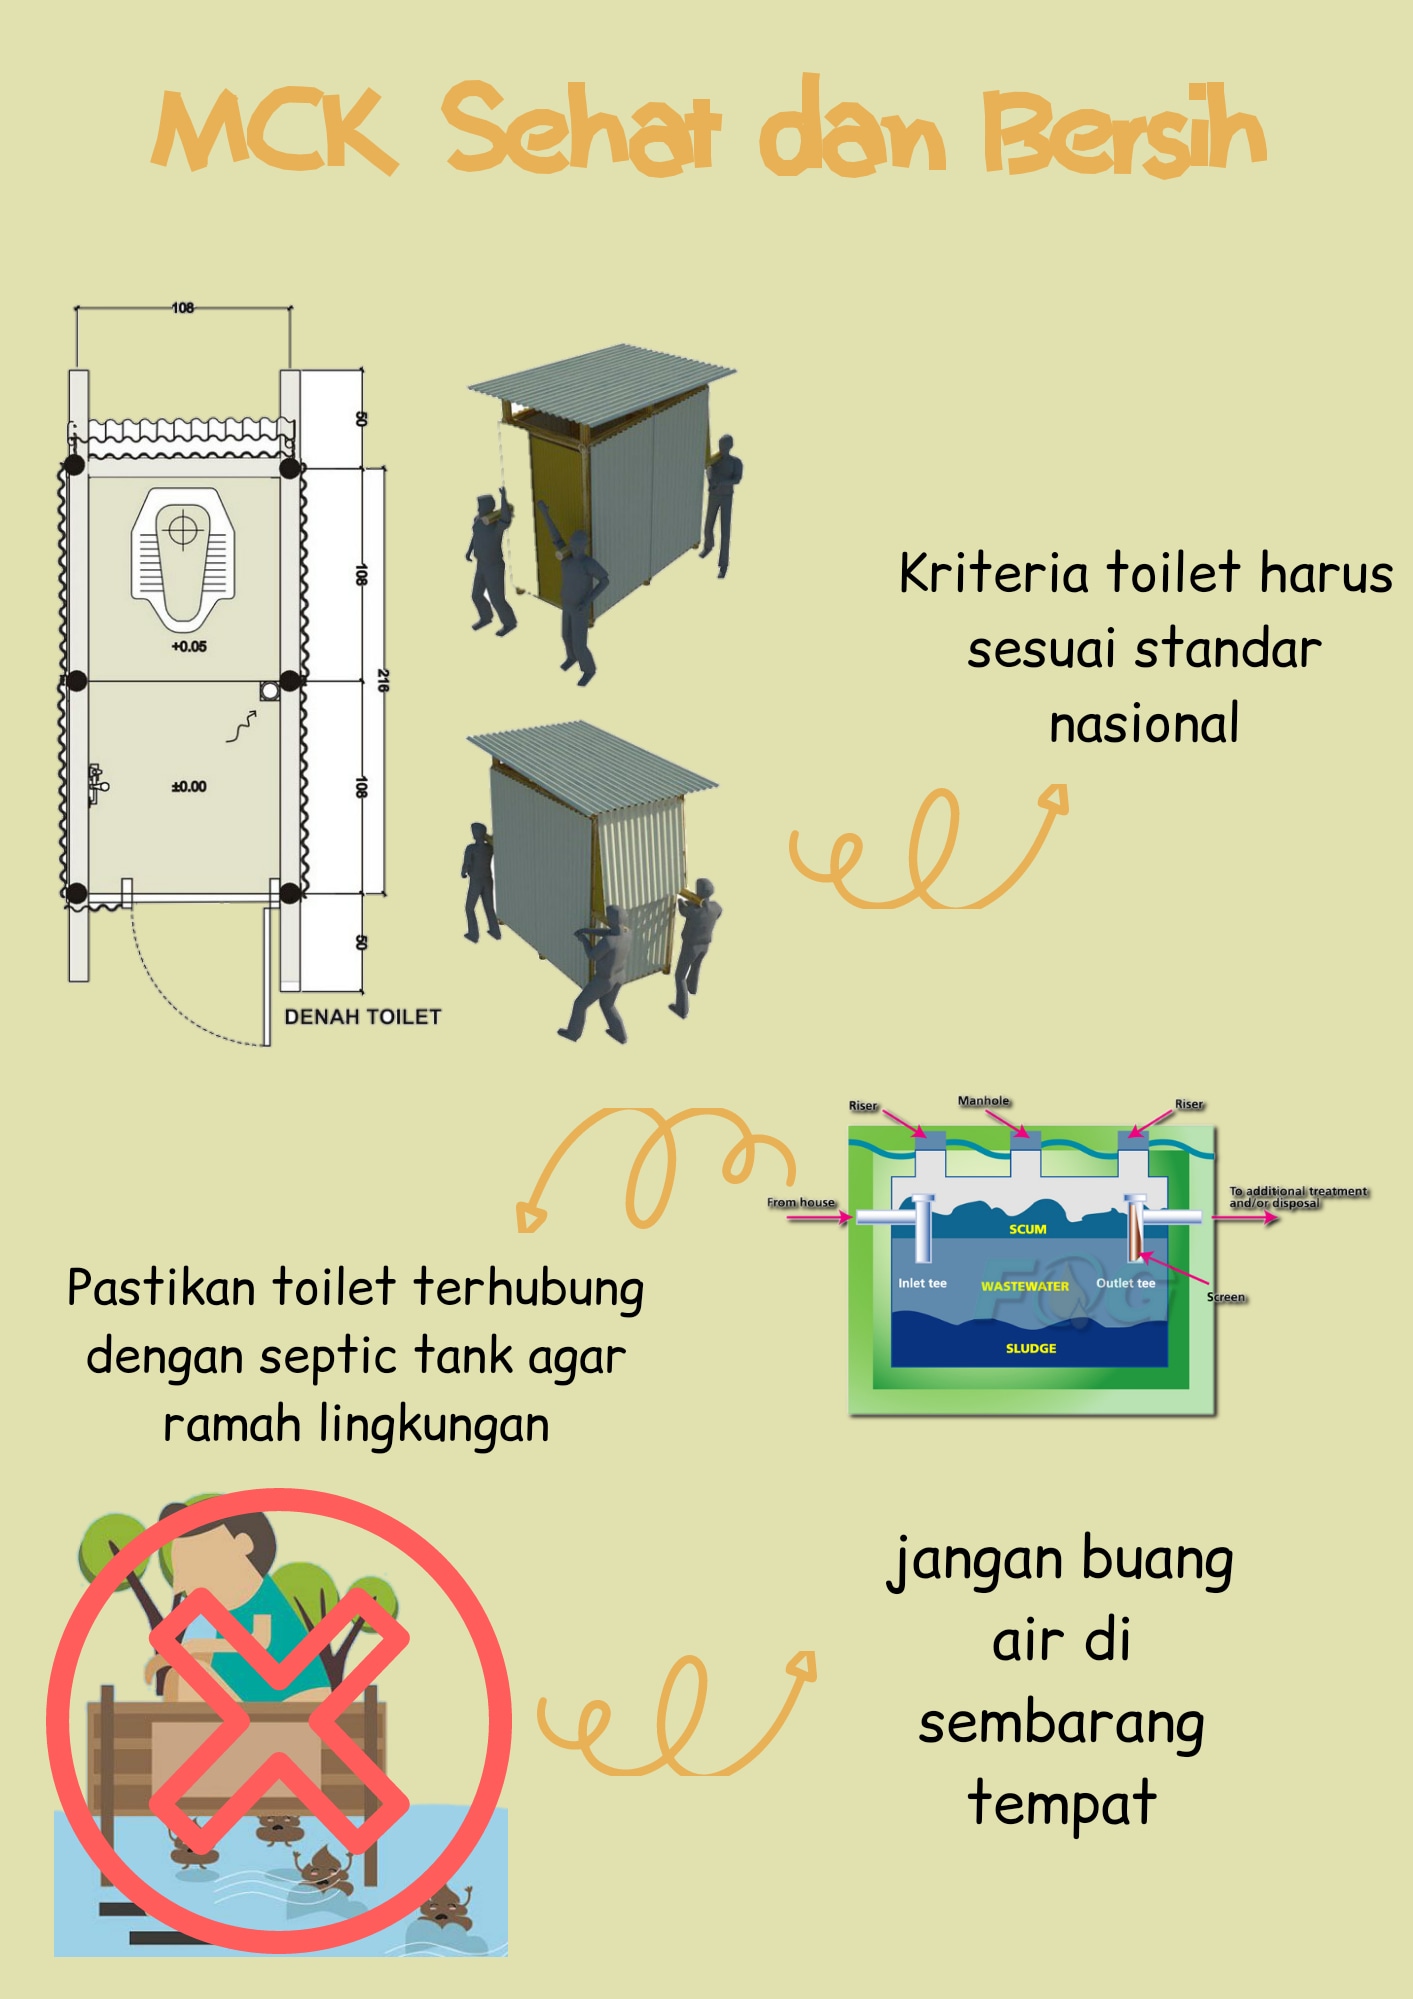 MCK Sehat dan Bersih
108
50
108
+0.05
216
±0.00
108
50
DENAH TOILET
Kriteria toilet harus
sesuai standar
nasional
Riser
Manhole
Riser
From house
To additional treatment
and/or disposal
SCUM
Inlet tee
WASTEWATER
Outlet tee
Screen
SLUDGE
FOG
Pastikan toilet terhubung
dengan septic tank agar
ramah lingkungan
jangan buang
air di
sembarang
tempat